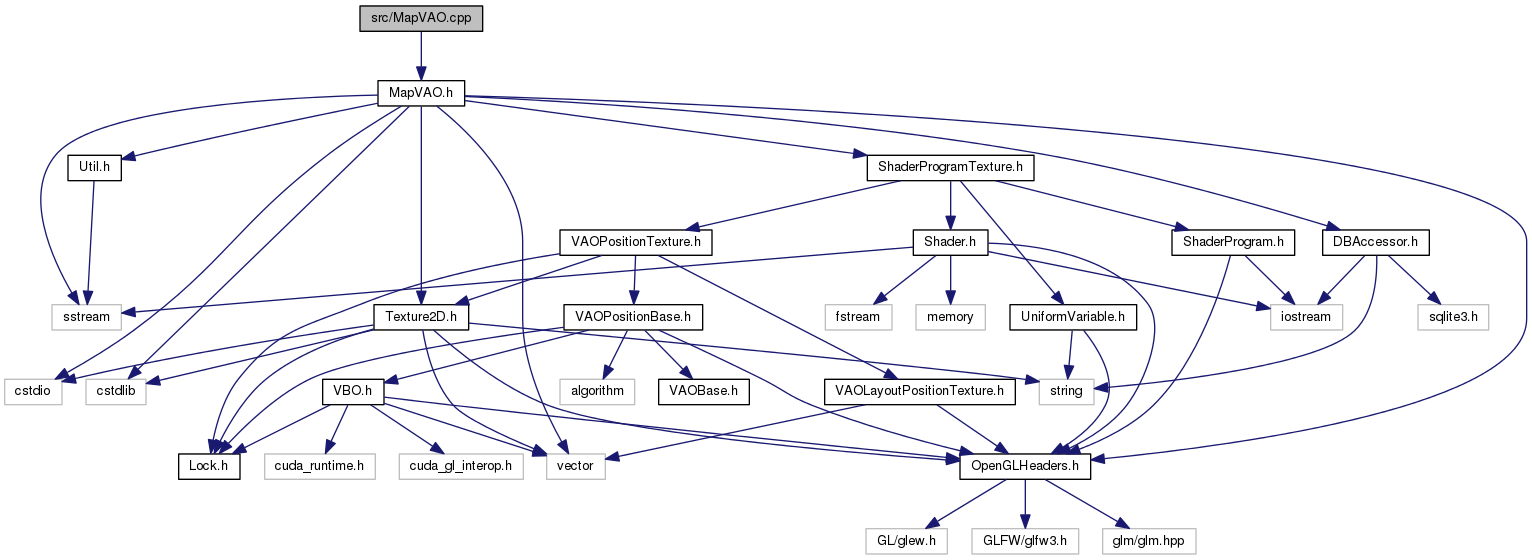 src/MapVAO.cpp
MapVAO.h
Util.h
ShaderProgramTexture.h
VAOPositionTexture.h
Shader.h
ShaderProgram.h
DBAccessor.h
sstream
Texture2D.h
VAOPositionBase.h
fstream
memory
UniformVariable.h
iostream
sqlite3.h
cstdio
cstdlib
VBO.h
algorithm
VAOBase.h
VAOLayoutPositionTexture.h
string
Lock.h
cuda_runtime.h
cuda_gl_interop.h
vector
OpenGLHeaders.h
GL/glew.h
GLFW/glfw3.h
glm/glm.hpp